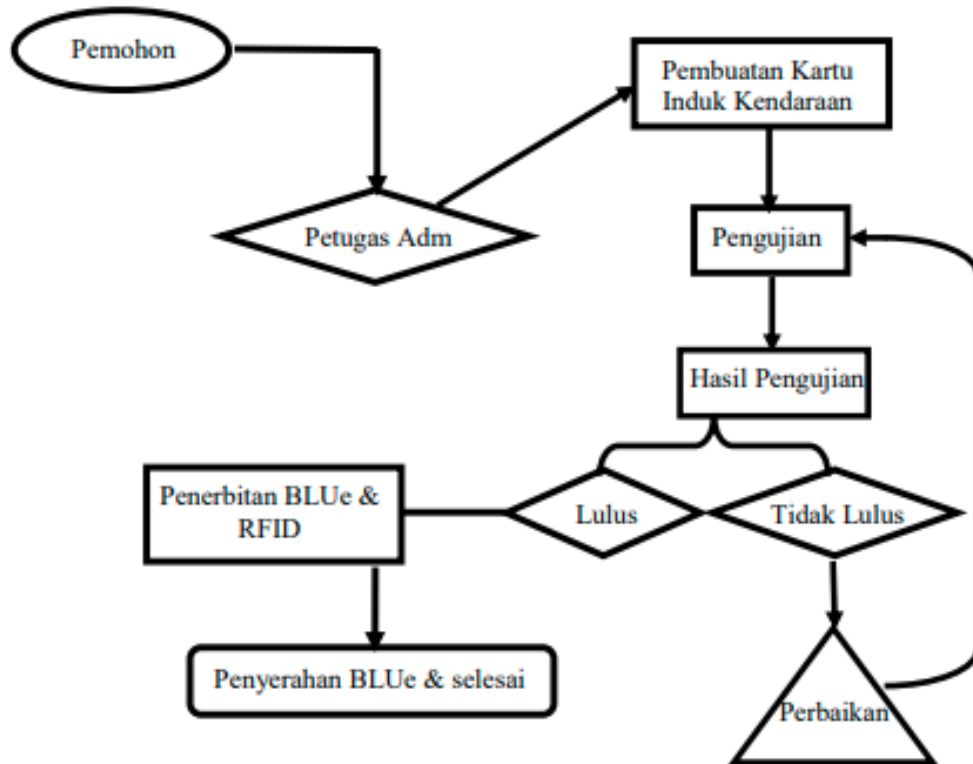 Pemohon
Pembuatan Kartu
Induk Kendaraan
Petugas Adm
Pengujian
Hasil Pengujian
Penerbitan BLUe &
RFID
Lulus
Tidak Lulus
Penyerahan BLUe & selesai
Perbaikan